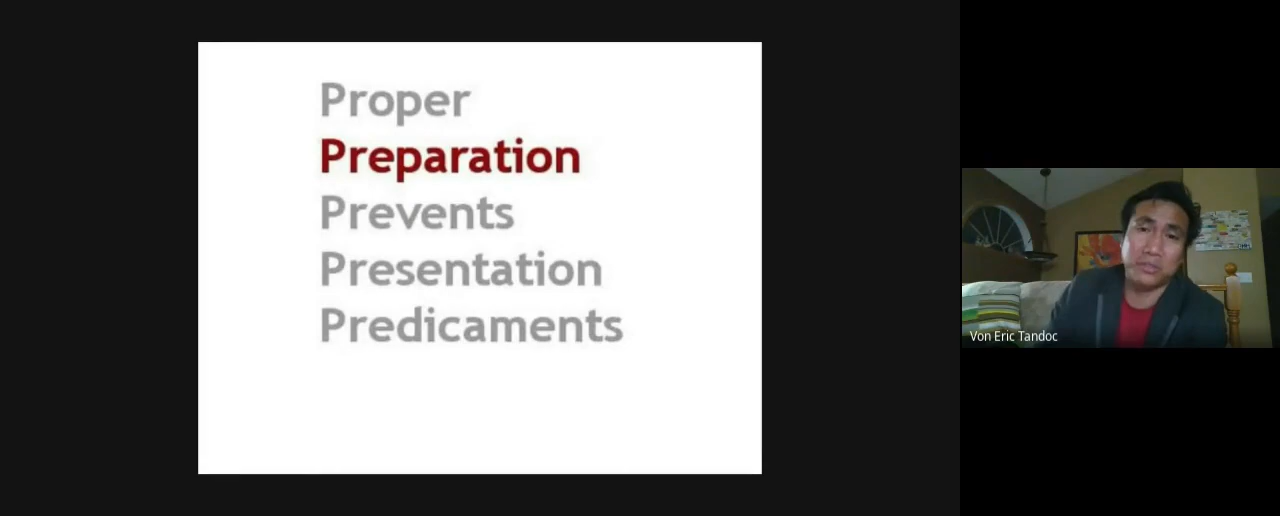 Proper
Preparation
Prevents
Presentation
Predicaments
Von Eric Tandoc